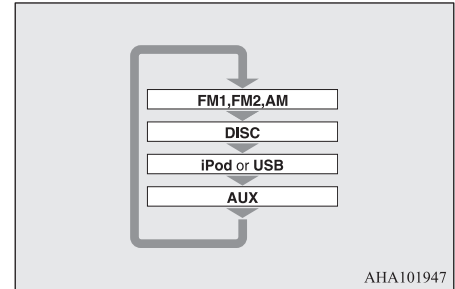 FM1,FM2,AM
DISC
iPod or USB
AUX
AHA101947